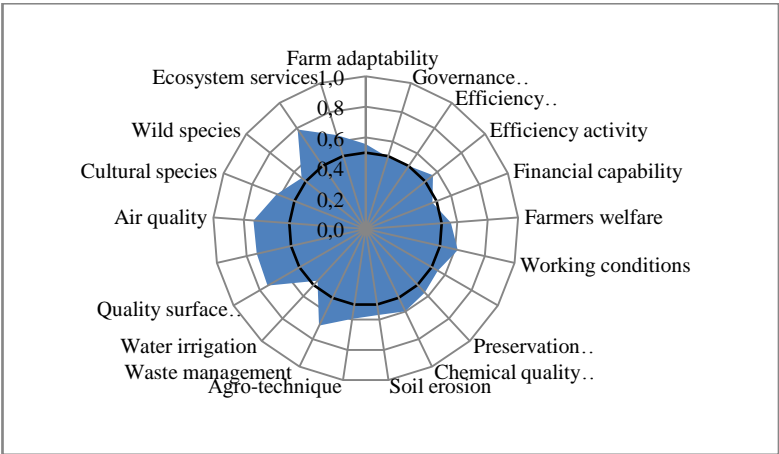 Farm adaptability
Governance..
Efficiency..
Efficiency activity
Financial capability
Farmers welfare
Working conditions
Preservation..
Chemical quality..
Soil erosion
Agro-technique
Waste management
Water irrigation
Quality surface..
Air quality
Cultural species
Wild species
Ecosystem services
1,0
0,8
0,6
0,4
0,2
0,0